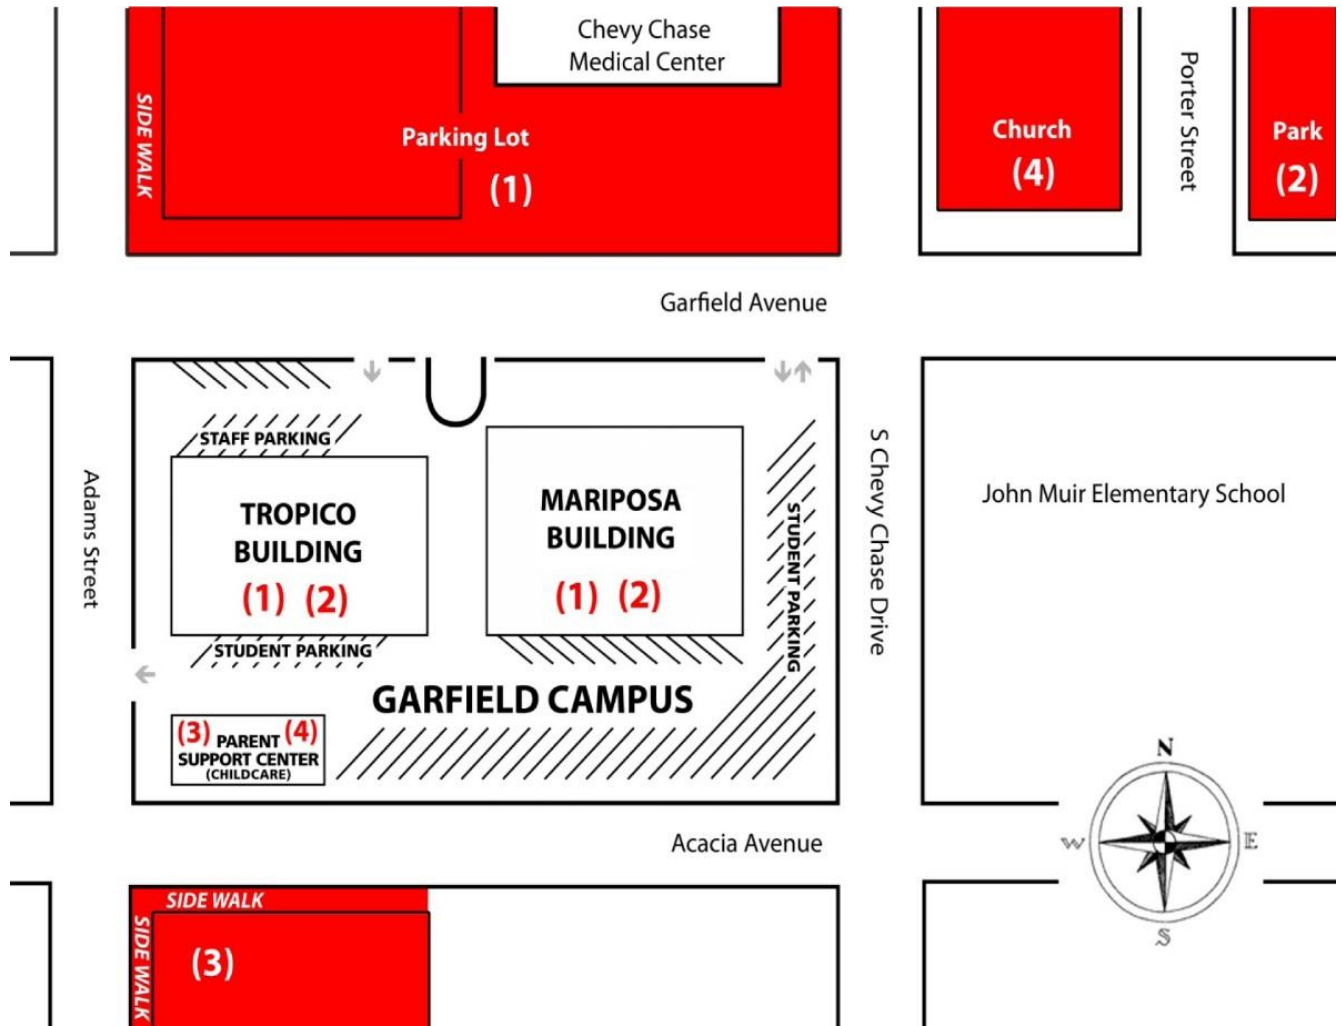 Chevy Chase
Medical Center
SIDE WALK
Parking Lot
(1)
Church
(4)
Porter Street
Park
(2)
Garfield Avenue
STAFF PARKING
TROPICO
BUILDING
(1) (2)
STUDENT PARKING
MARIPOSA
BUILDING
(1) (2)
STUDENT PARKING
Adams Street
S Chevy Chase Drive
John Muir Elementary School
GARFIELD CAMPUS
(3) PARENT (4)
SUPPORT CENTER
(CHILDCARE)
Acacia Avenue
N
W
E
S
SIDE WALK
SIDE WALK
(3)